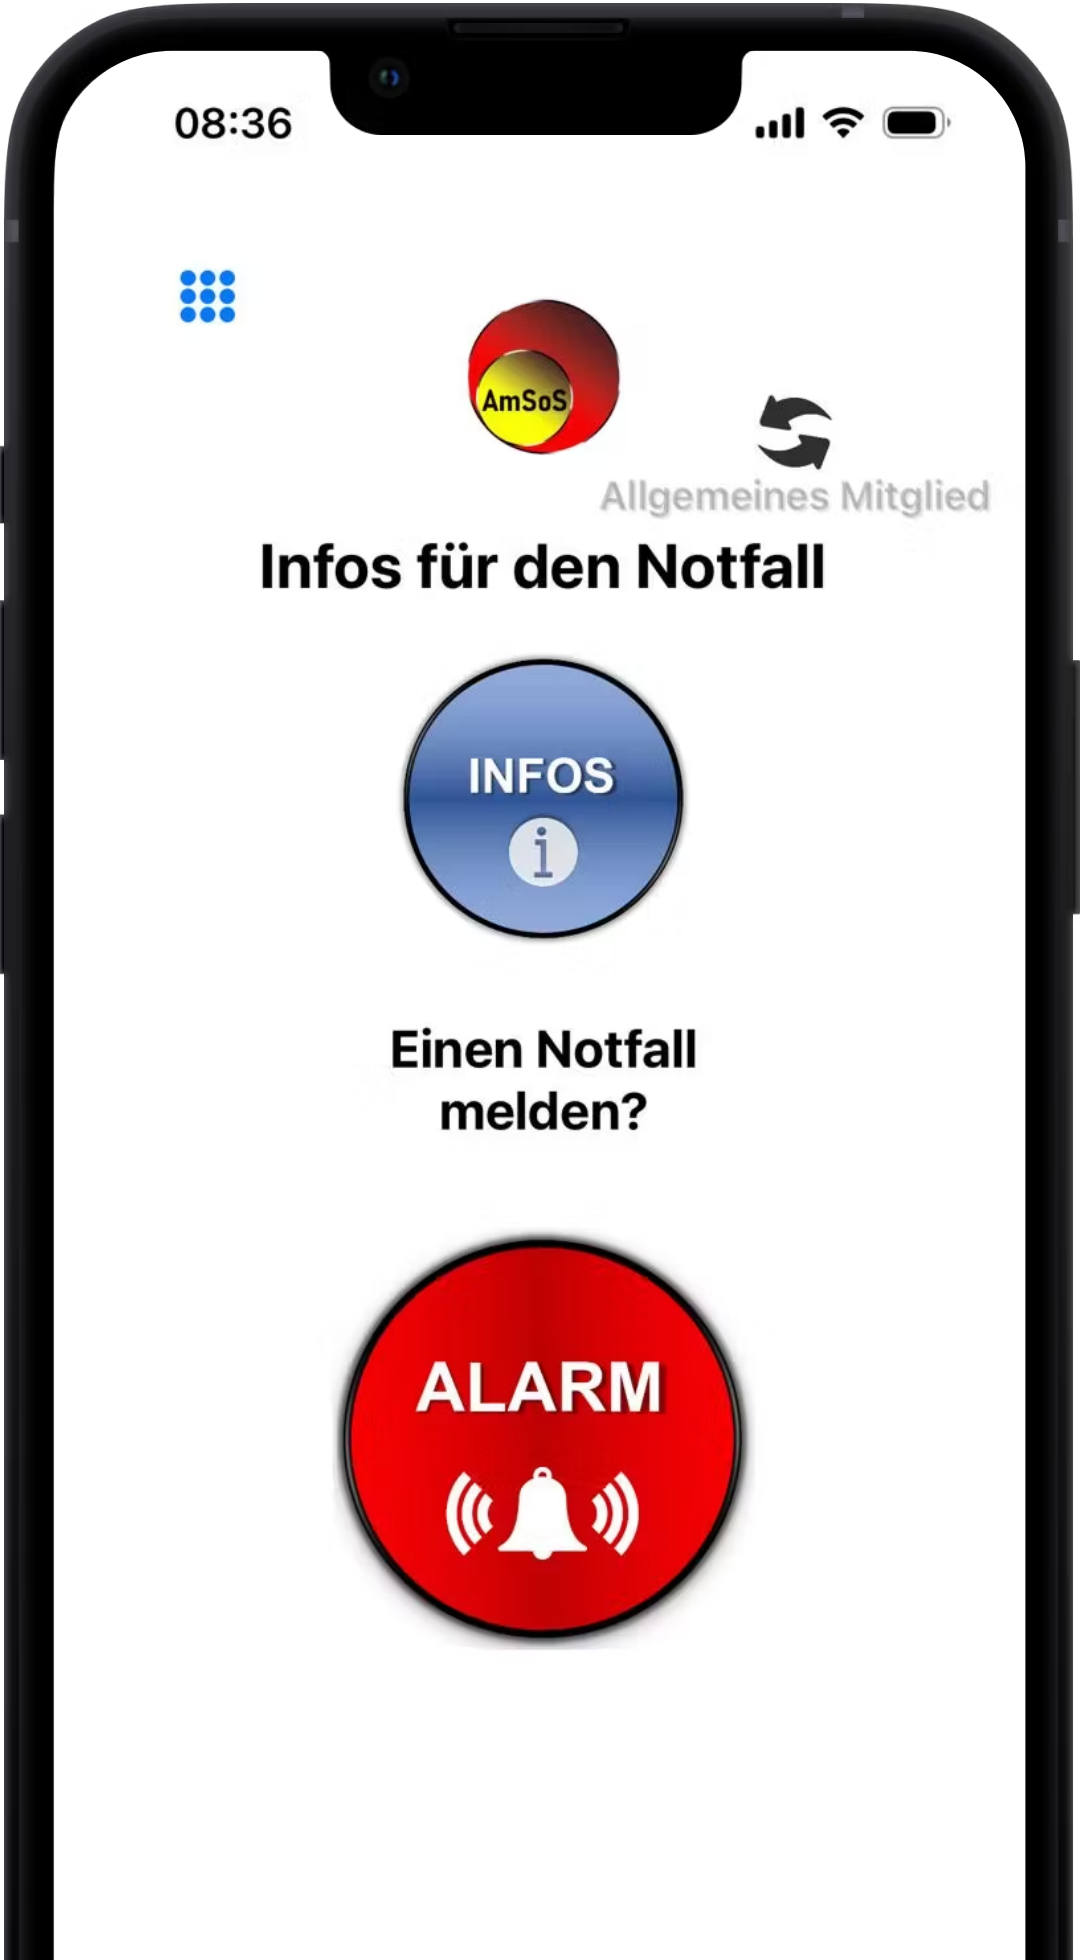 08:36
AmSoS
Allgemeines Mitglied
Infos für den Notfall
INFOS
i
Einen Notfall
melden?
ALARM